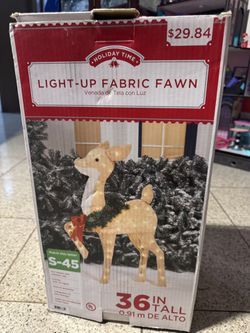 $29.84
HOLIDAY TIME
LIGHT-UP FABRIC FAWN
Venada de Tela con Luz
S-45
36 IN
TALL
0.91 m DE ALTO